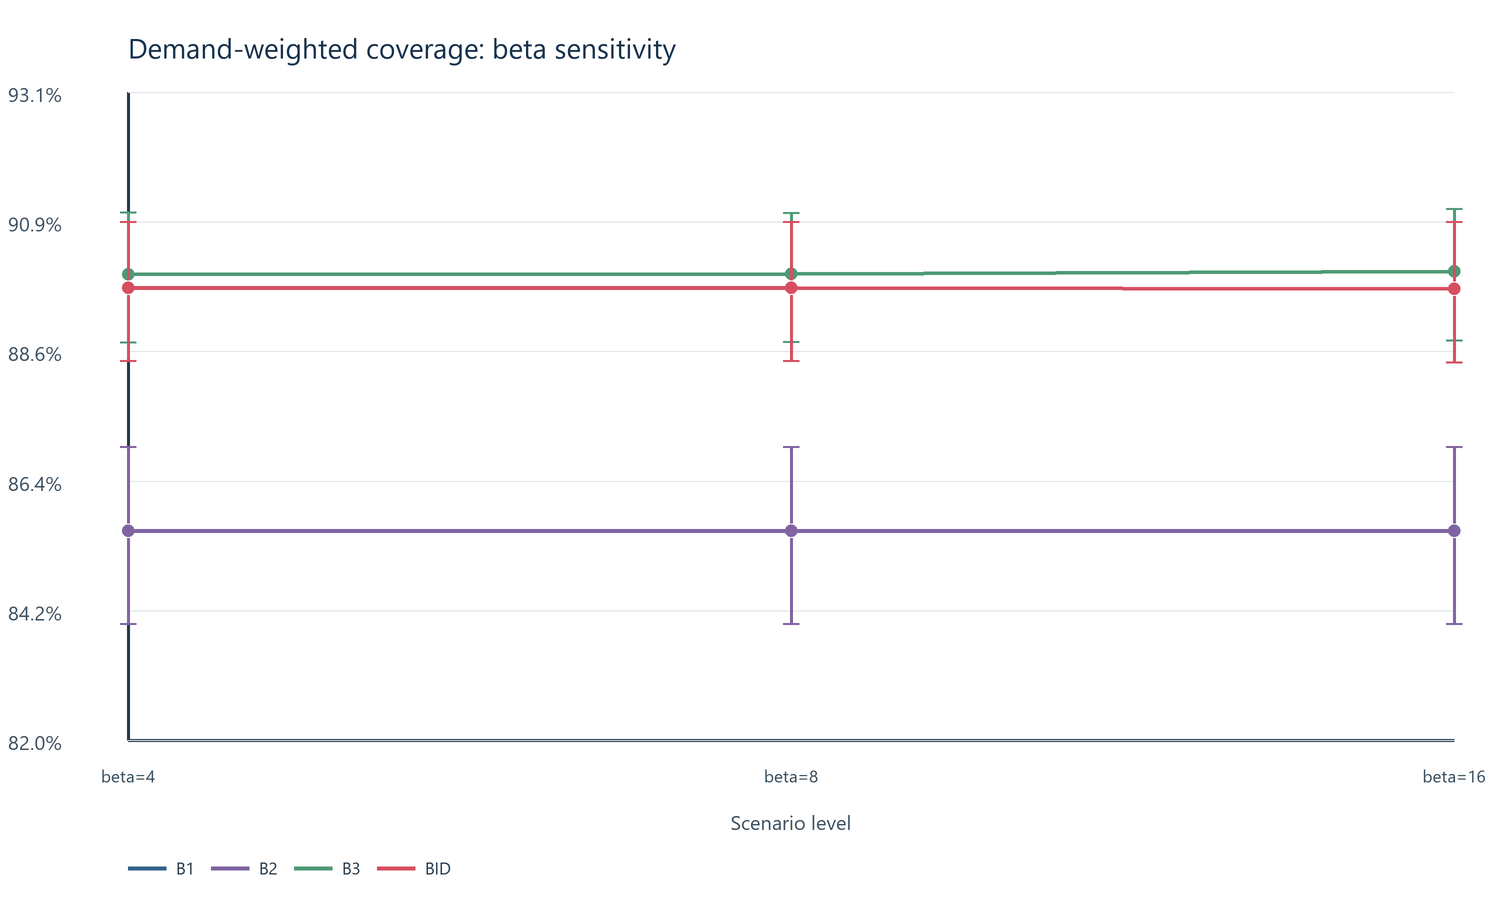 Demand-weighted coverage: beta sensitivity
93.1%
90.9%
88.6%
86.4%
84.2%
82.0%
beta=4 beta=8 beta=16
Scenario level
B1 B2 B3 BID